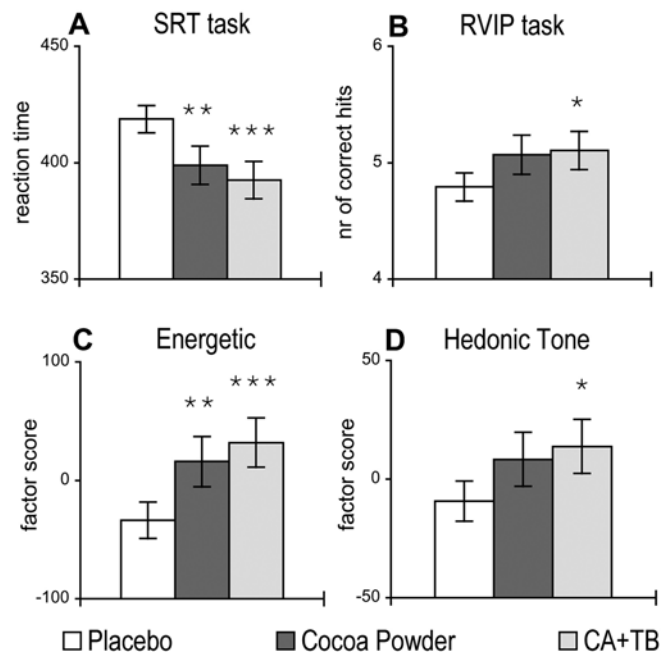 A SRT task
450
400
350
reaction time
** ***
B RVIP task
6
5
4
nr of correct hits
*
C Energetic
100
0
-100
factor score
** ***
D Hedonic Tone
50
0
-50
factor score
*
Placebo Cocoa Powder CA+TB